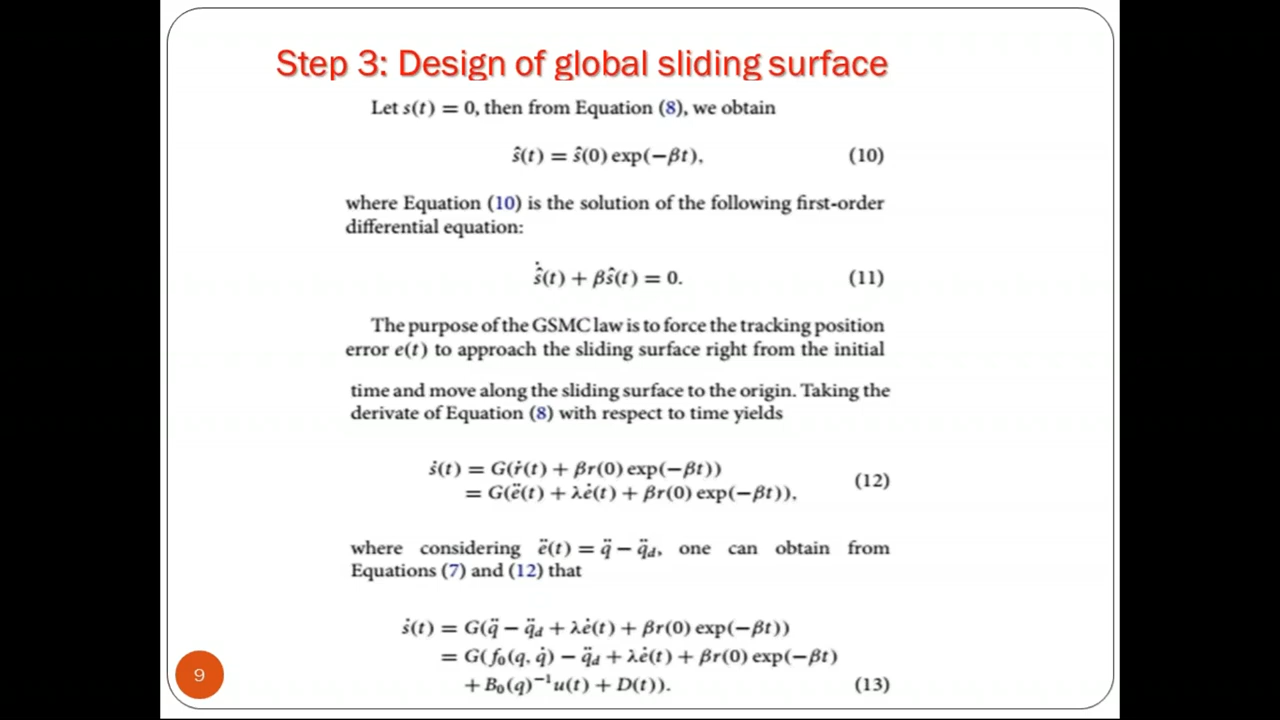 Step 3: Design of global sliding surface
Let s(t) = 0, then from Equation (8), we obtain
ŝ(t) = ŝ(0) exp(−βt), (10)
where Equation (10) is the solution of the following first-order
differential equation:
ŝ̇(t) + βŝ(t) = 0. (11)
The purpose of the GSMC law is to force the tracking position
error e(t) to approach the sliding surface right from the initial
time and move along the sliding surface to the origin. Taking the
derivate of Equation (8) with respect to time yields
ṡ(t) = G(ṙ(t) + βr(0) exp(−βt))
= G(ë(t) + λė(t) + βr(0) exp(−βt)), (12)
where considering ë(t) = q̈ − q̈_d, one can obtain from
Equations (7) and (12) that
ṡ(t) = G(q̈ − q̈_d + λė(t) + βr(0) exp(−βt))
= G(f₀(q, q̇) − q̈_d + λė(t) + βr(0) exp(−βt)
+ B₀(q)⁻¹u(t) + D(t)). (13)
9